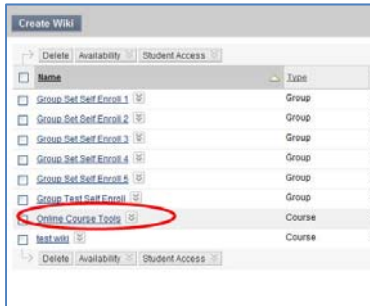 Create Wiki
Delete Availability Student Access
Name Type
Group Set Self Enroll 1 Group
Group Set Self Enroll 2 Group
Group Set Self Enroll 3 Group
Group Set Self Enroll 4 Group
Group Set Self Enroll 5 Group
Group Test Self Enroll Group
Online Course Tools Course
test wiki Course
Delete Availability Student Access